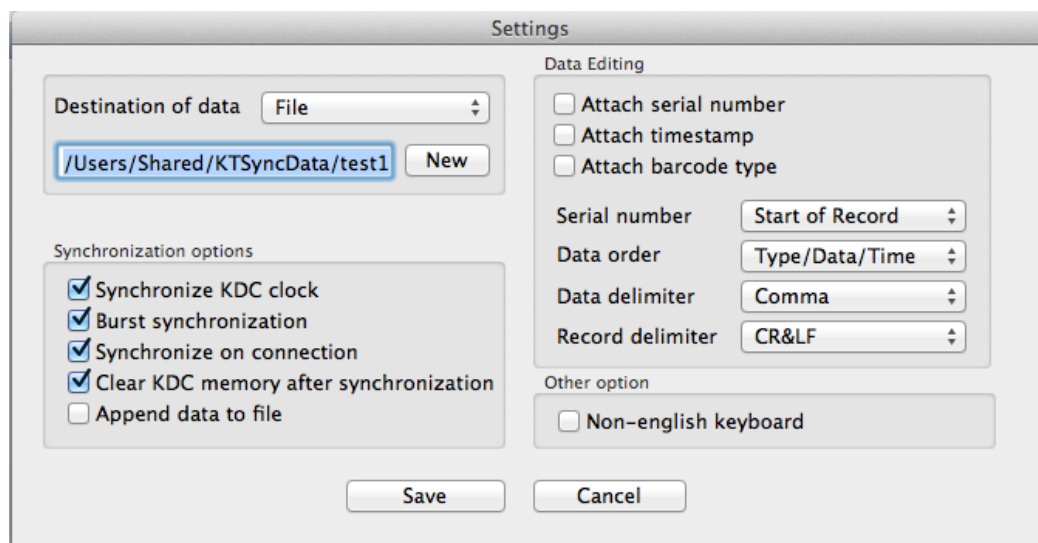 Settings
Destination of data File
/Users/Shared/KTSyncData/test1 New
Synchronization options
Synchronize KDC clock
Burst synchronization
Synchronize on connection
Clear KDC memory after synchronization
Append data to file
Data Editing
Attach serial number
Attach timestamp
Attach barcode type
Serial number Start of Record
Data order Type/Data/Time
Data delimiter Comma
Record delimiter CR&LF
Other option
Non-english keyboard
Save Cancel